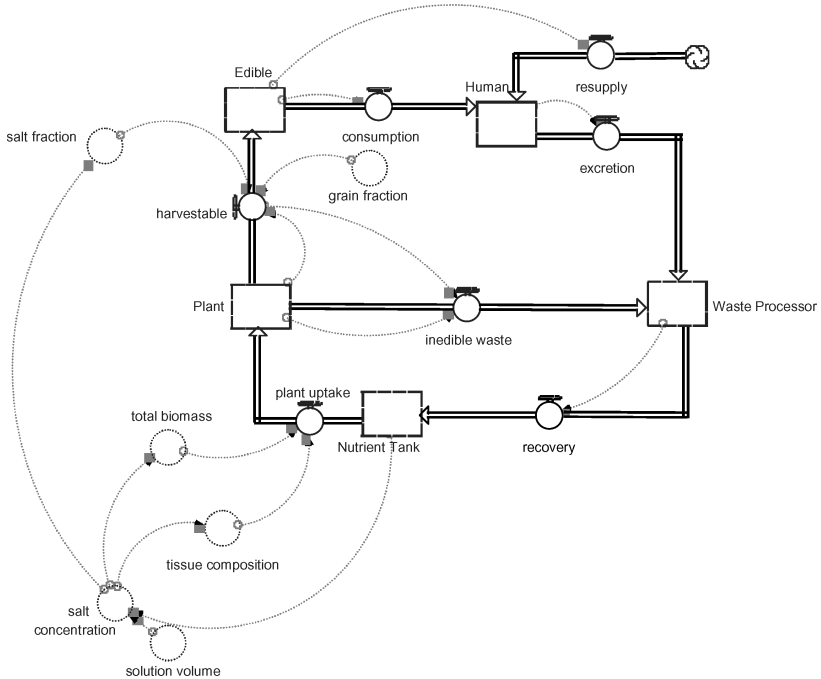 Edible
Human
resupply
salt fraction
consumption
excretion
grain fraction
harvestable
Plant
Waste Processor
inedible waste
plant uptake
total biomass
Nutrient Tank
recovery
tissue composition
salt
concentration
solution volume